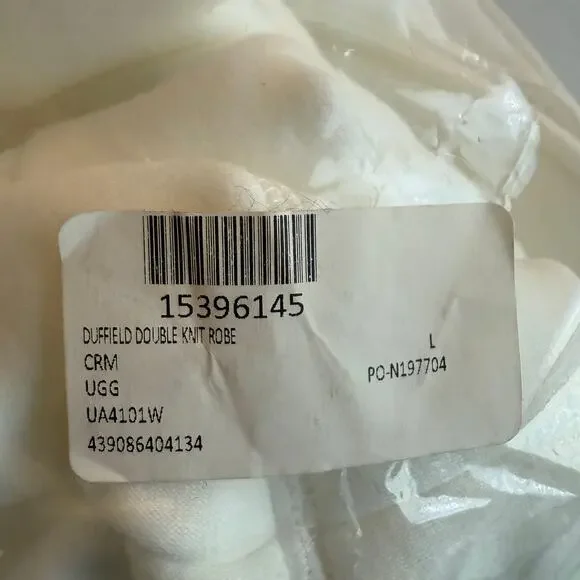 15396145
DUFFIELD DOUBLE KNIT ROBE
L
CRM
PO-N197704
UGG
UA4101W
439086404134